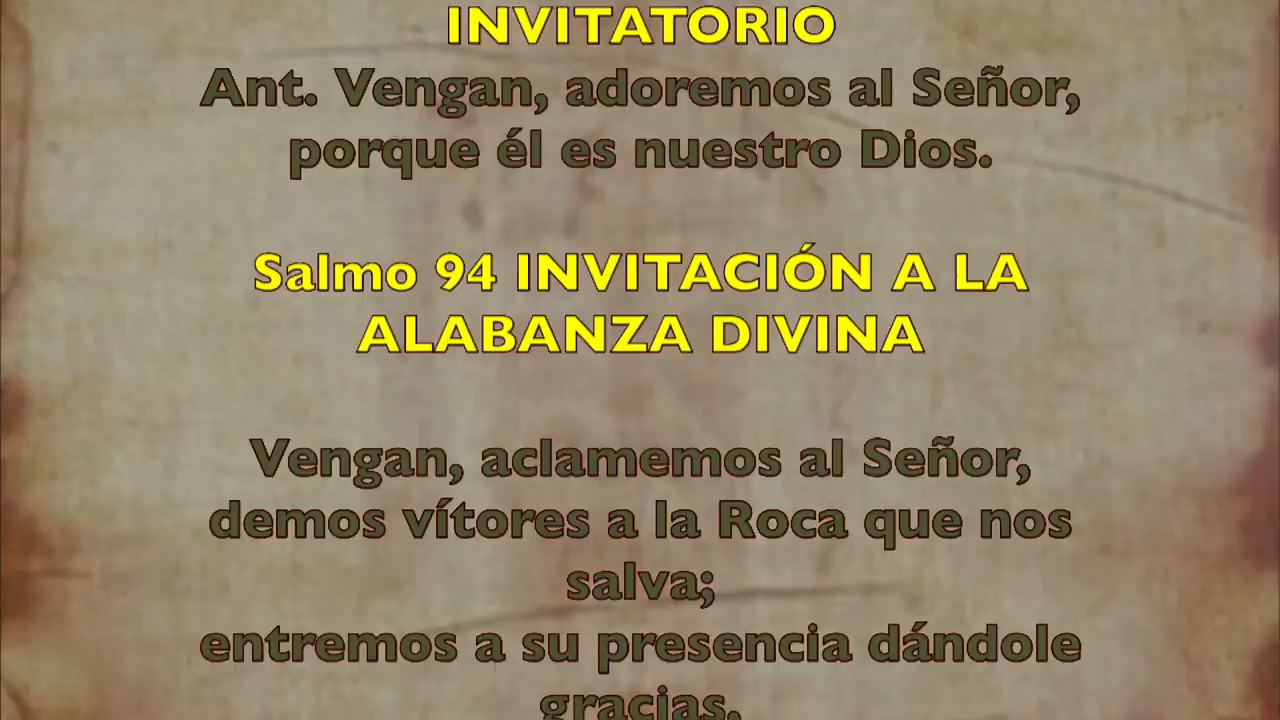 INVITATORIO
Ant. Vengan, adoremos al Señor,
porque él es nuestro Dios.
Salmo 94 INVITACIÓN A LA
ALABANZA DIVINA
Vengan, aclamemos al Señor,
demos vítores a la Roca que nos
salva;
entremos a su presencia dándole
gracias,